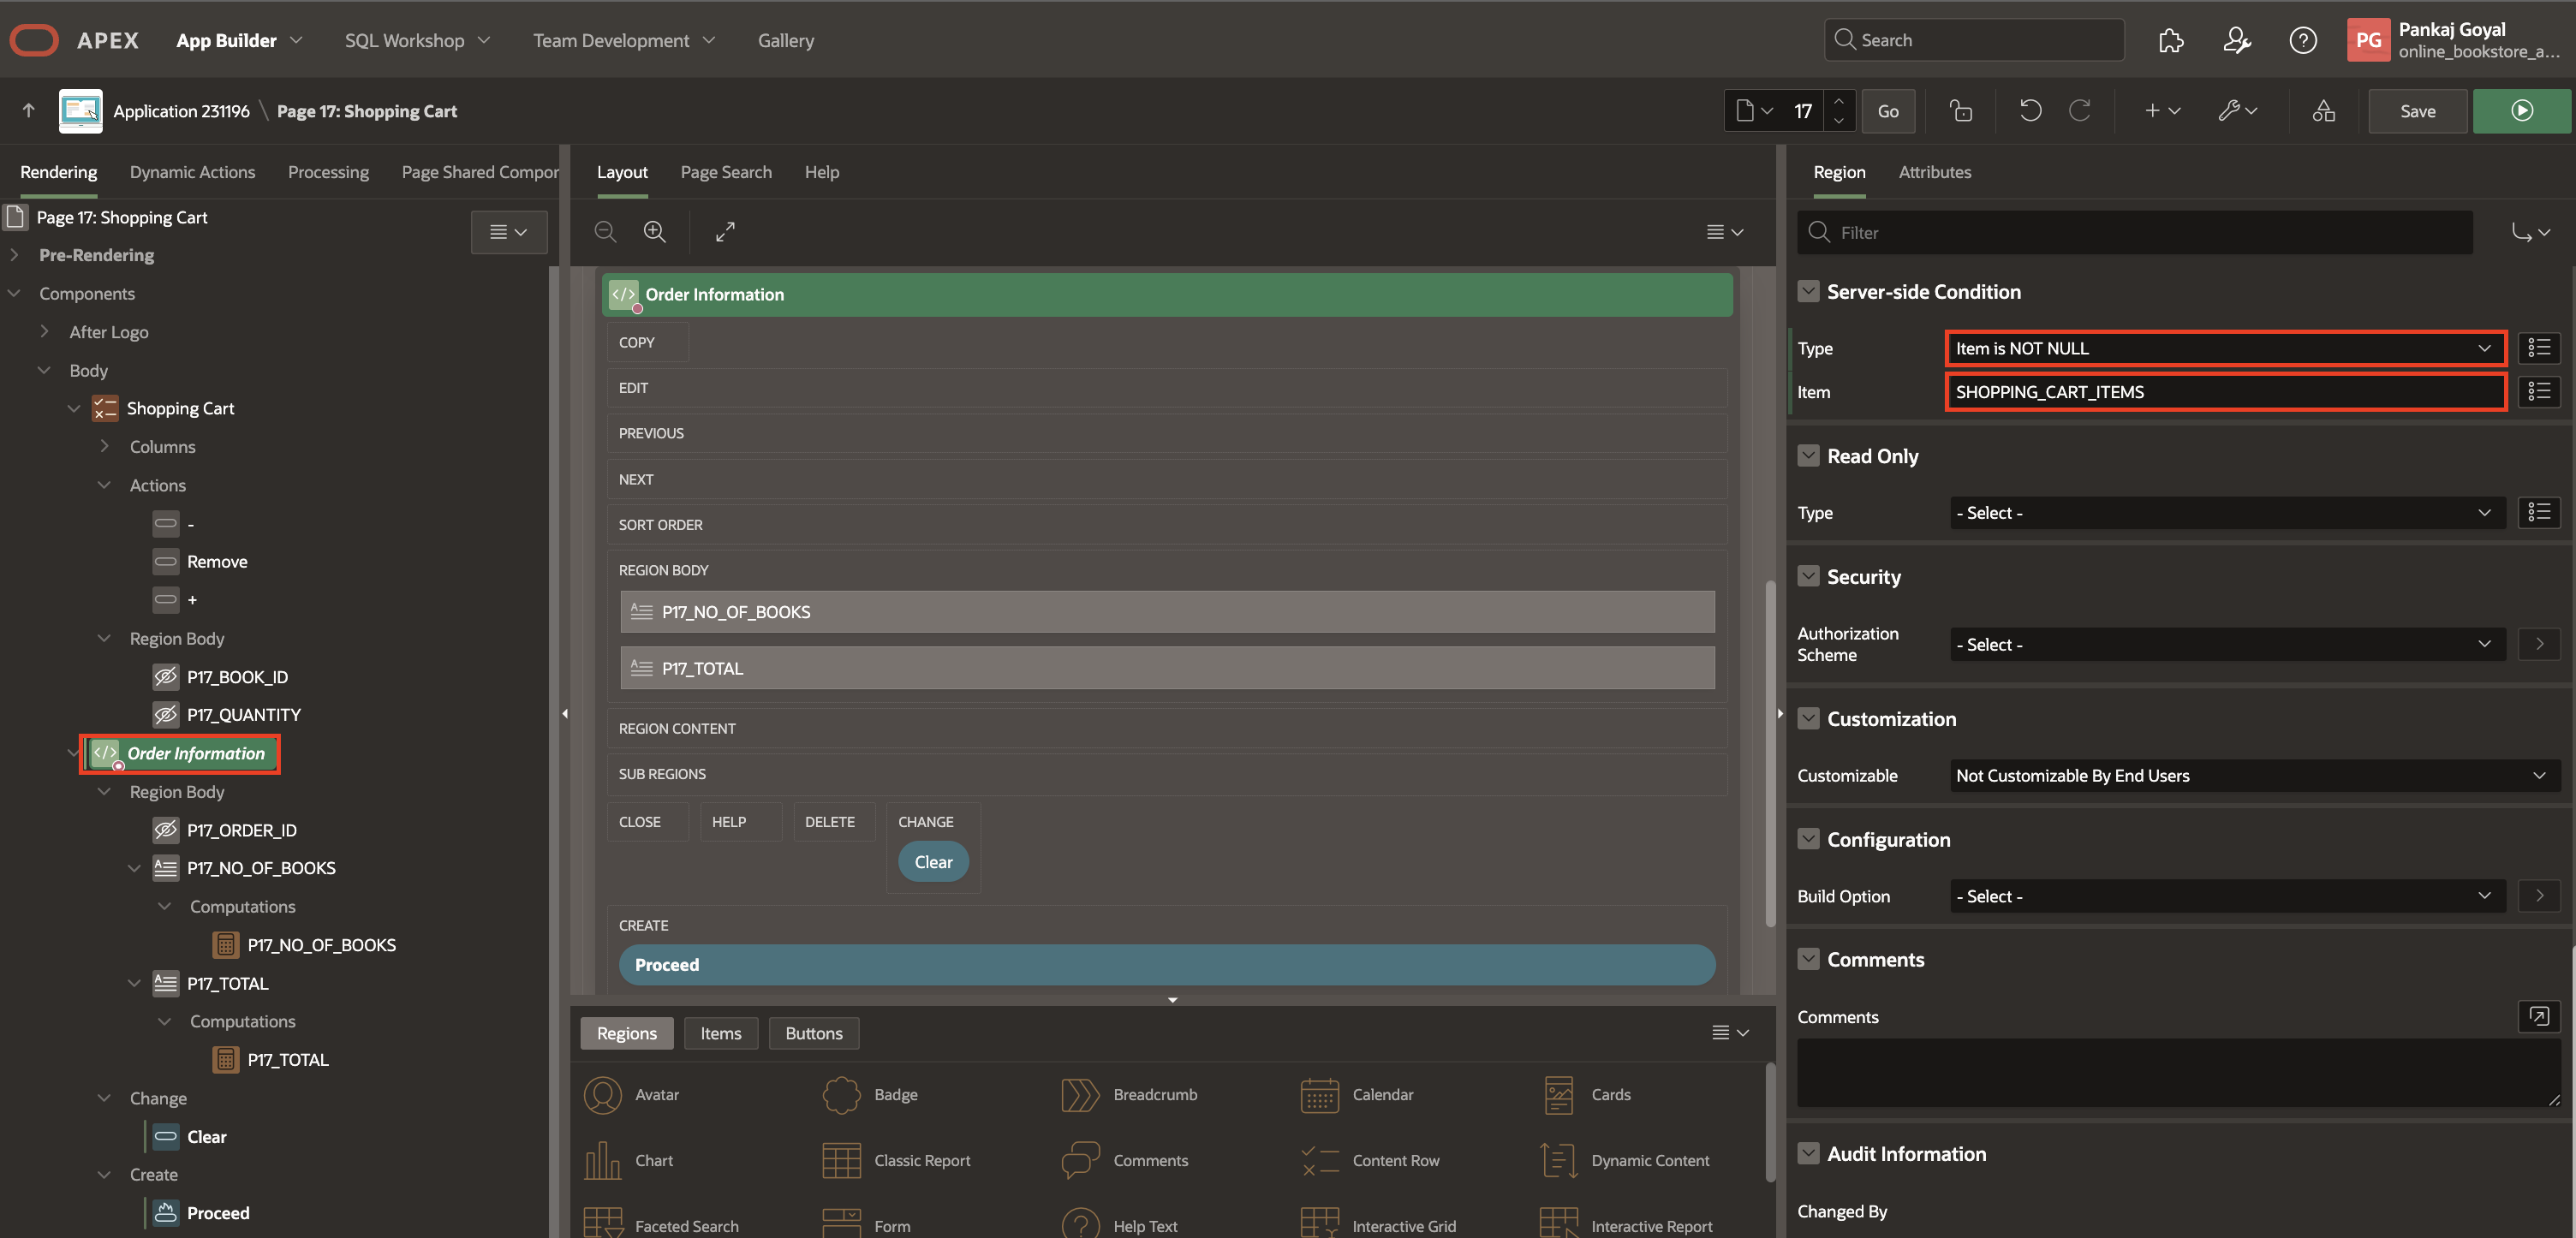 APEX App Builder SQL Workshop Team Development Gallery Search PG Pankaj Goyal
online_bookstore_a...
Application 231196 \ Page 17: Shopping Cart 17 Go Save
Rendering Dynamic Actions Processing Page Shared Compor
Page 17: Shopping Cart
Pre-Rendering
Components
After Logo
Body
Shopping Cart
Columns
Actions
-
Remove
+
Region Body
P17_BOOK_ID
P17_QUANTITY
Order Information
Region Body
P17_ORDER_ID
P17_NO_OF_BOOKS
Computations
P17_NO_OF_BOOKS
P17_TOTAL
Computations
P17_TOTAL
Change
Clear
Create
Proceed
Layout Page Search Help
Order Information
COPY
EDIT
PREVIOUS
NEXT
SORT ORDER
REGION BODY
P17_NO_OF_BOOKS
P17_TOTAL
REGION CONTENT
SUB REGIONS
CLOSE HELP DELETE CHANGE
Clear
CREATE
Proceed
Regions Items Buttons
Avatar Badge Breadcrumb Calendar Cards
Chart Classic Report Comments Content Row Dynamic Content
Faceted Search Form Help Text Interactive Grid Interactive Report
Region Attributes
Filter
Server-side Condition
Type Item is NOT NULL
Item SHOPPING_CART_ITEMS
Read Only
Type - Select -
Security
Authorization
Scheme - Select -
Customization
Customizable Not Customizable By End Users
Configuration
Build Option - Select -
Comments
Comments
Audit Information
Changed By